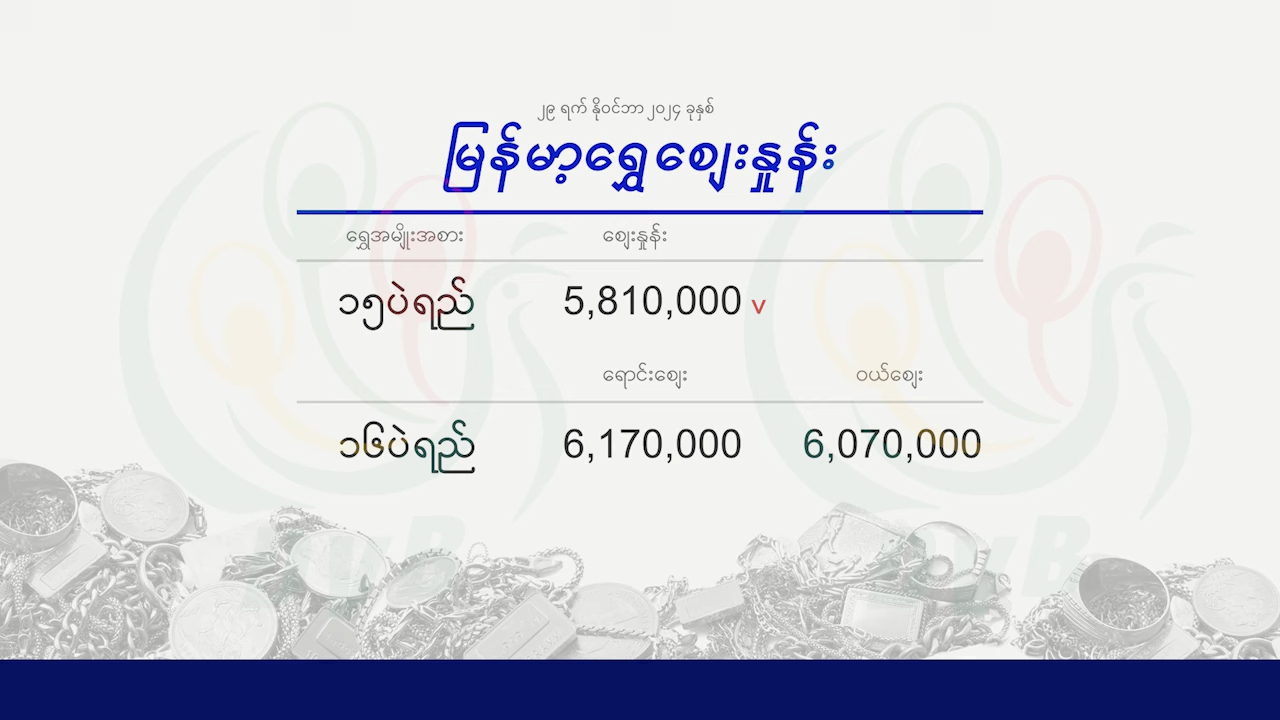 ၂၉ ရက် နိုဝင်ဘာ ၂၀၂၄ ခုနှစ်
မြန်မာ့ရွှေဈေးနှုန်း
ရွှေအမျိုးအစား ဈေးနှုန်း
၁၅ပဲရည် 5,810,000 v
ရောင်းဈေး ဝယ်ဈေး
၁၆ပဲရည် 6,170,000 6,070,000